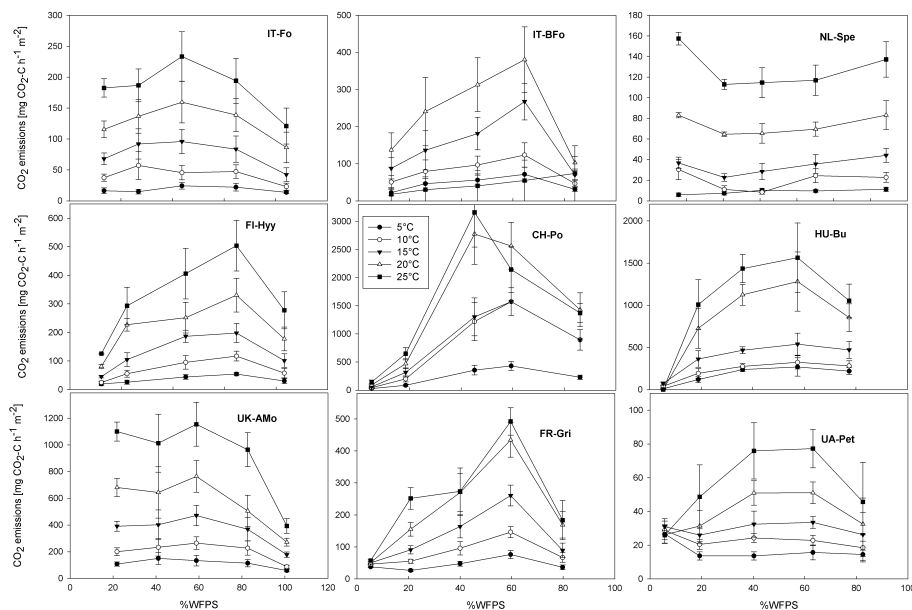 IT-Fo
300
250
200
150
100
50
0
IT-BFo
500
400
300
200
100
0
NL-Spe
180
160
140
120
100
80
60
40
20
0
CO2 emissions [mg CO2-C h-1 m-2]
FI-Hyy
600
500
400
300
200
100
0
CH-Po
3000
2500
2000
1500
1000
500
0
5°C
10°C
15°C
20°C
25°C
HU-Bu
2000
1500
1000
500
0
CO2 emissions [mg CO2-C h-1 m-2]
UK-AMo
1200
1000
800
600
400
200
0
0 20 40 60 80 100 120
%WFPS
FR-Gri
500
400
300
200
100
0
0 20 40 60 80 100
%WFPS
UA-Pet
100
80
60
40
20
0
0 20 40 60 80 100
%WFPS
CO2 emissions [mg CO2-C h-1 m-2]